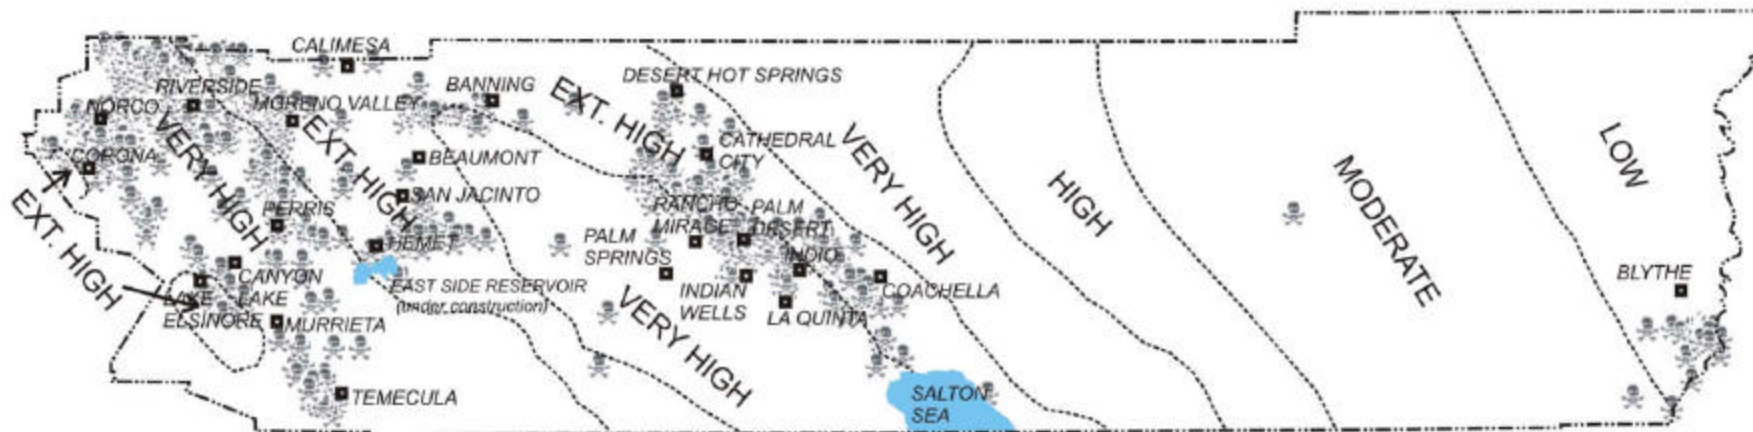 CALIMESA
RIVERSIDE
NORCO
MORENO VALLEY
BANNING
DESERT HOT SPRINGS
EXT. HIGH
VERY HIGH
EXT. HIGH
CORONA
BEAUMONT
CATHEDRAL
CITY
VERY HIGH
LOW
MODERATE
HIGH
EXT. HIGH
SAN JACINTO
PERRIS
HEMET
RANCHO
MIRAGE
PALM
DESERT
PALM
SPRINGS
INDIO
CANYON
LAKE
LAKE
ELSINORE
EAST SIDE RESERVOIR
(under construction)
INDIAN
WELLS
COACHELLA
LA QUINTA
BLYTHE
MURRIETA
VERY HIGH
TEMECULA
SALTON
SEA